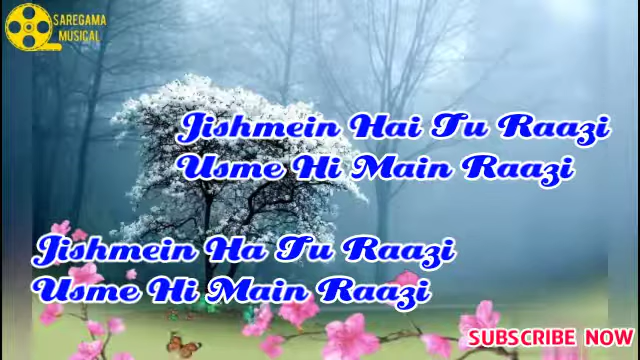 SAREGAMA
MUSICAL
Jishmein Hai Tu Raazi
Usme Hi Main Raazi
Jishmein Ha Tu Raazi
Usme Hi Main Raazi
SUBSCRIBE NOW